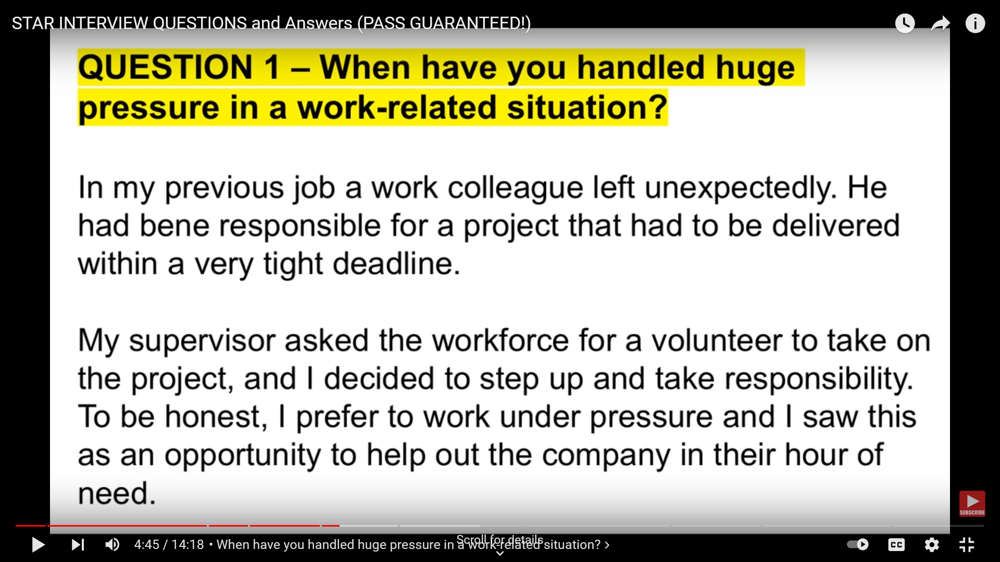 STAR INTERVIEW QUESTIONS and Answers (PASS GUARANTEED!)
QUESTION 1 – When have you handled huge
pressure in a work-related situation?
In my previous job a work colleague left unexpectedly. He
had bene responsible for a project that had to be delivered
within a very tight deadline.
My supervisor asked the workforce for a volunteer to take on
the project, and I decided to step up and take responsibility.
To be honest, I prefer to work under pressure and I saw this
as an opportunity to help out the company in their hour of
need.
SUBSCRIBE
Scroll for details
4:45 / 14:18 • When have you handled huge pressure in a work-related situation?
CC